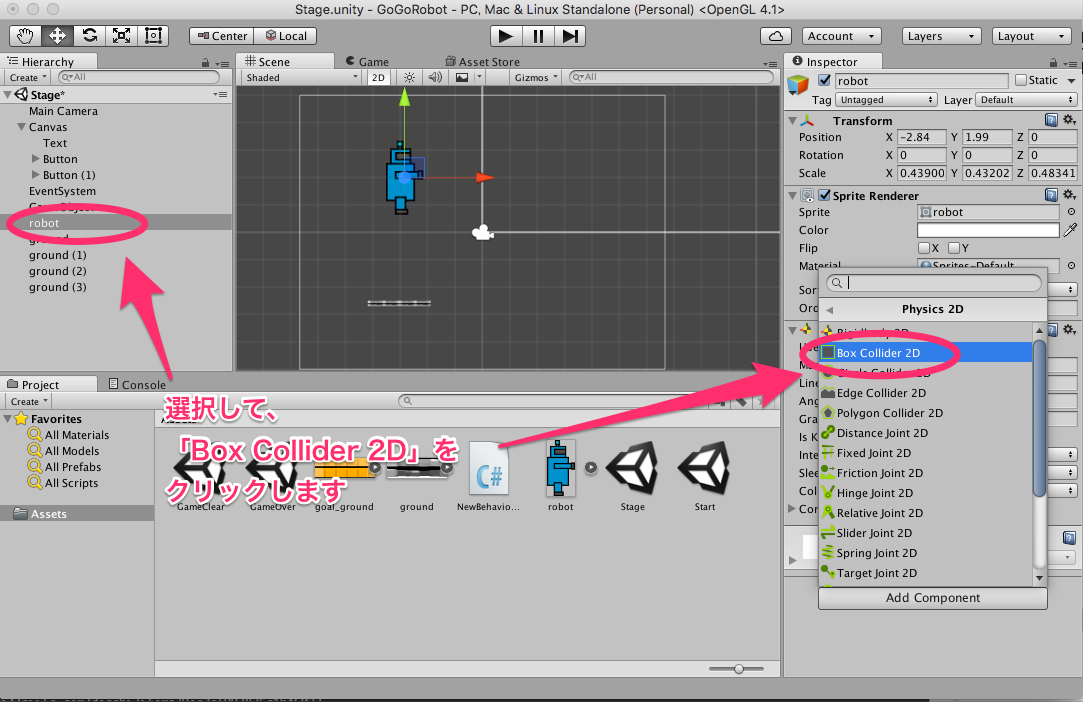 Stage.unity - GoGoRobot - PC, Mac & Linux Standalone (Personal) <OpenGL 4.1>
Center Local Account Layers Layout
Hierarchy Scene Game Asset Store Inspector
Create All Shaded 2D Gizmos All
Stage*
Main Camera
Canvas
Text
Button
Button (1)
EventSystem
robot
ground
ground (1)
ground (2)
ground (3)
robot Static
Tag Untagged Layer Default
Transform
Position X -2.84 Y 1.99 Z 0
Rotation X 0 Y 0 Z 0
Scale X 0.43900 Y 0.43202 Z 0.48341
Sprite Renderer
Sprite robot
Color
Flip X Y
Material Sprites-Default
Physics 2D
Rigidbody 2D
Box Collider 2D
Circle Collider 2D
Edge Collider 2D
Polygon Collider 2D
Distance Joint 2D
Fixed Joint 2D
Friction Joint 2D
Hinge Joint 2D
Relative Joint 2D
Slider Joint 2D
Spring Joint 2D
Target Joint 2D
Add Component
Project Console
Create
Favorites
All Materials
All Models
All Prefabs
All Scripts
Assets
選択して、
「Box Collider 2D」を
クリックします
C#
GameClear GameOver goal_ground ground NewBehavio... robot Stage Start